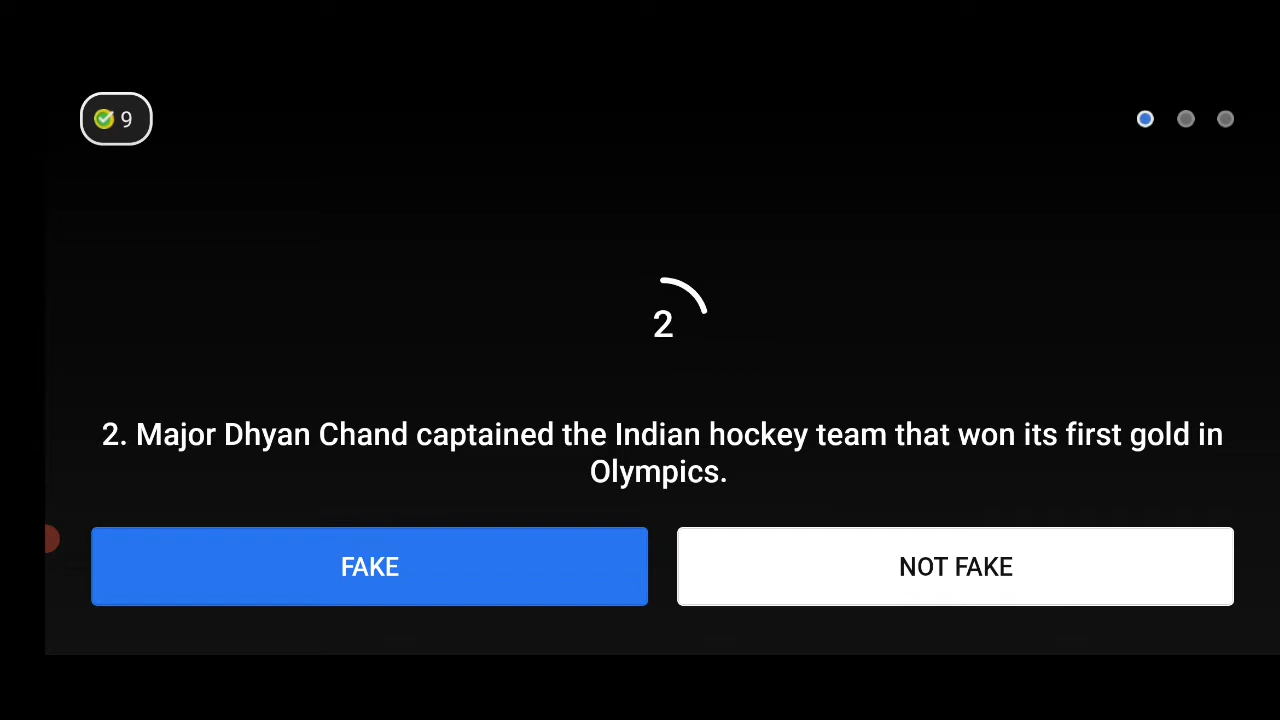 9
2
2. Major Dhyan Chand captained the Indian hockey team that won its first gold in
Olympics.
FAKE
NOT FAKE